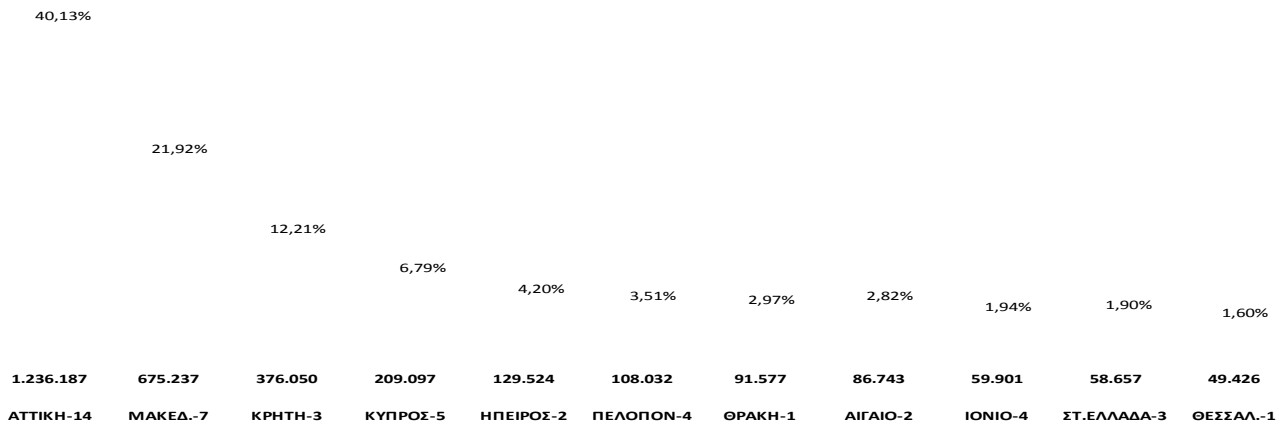 40,13%
21,92%
12,21%
6,79%
4,20% 3,51% 2,97% 2,82% 1,94% 1,90% 1,60%
1.236.187 675.237 376.050 209.097 129.524 108.032 91.577 86.743 59.901 58.657 49.426
ΑΤΤΙΚΗ-14 ΜΑΚΕΔ.-7 ΚΡΗΤΗ-3 ΚΥΠΡΟΣ-5 ΗΠΕΙΡΟΣ-2 ΠΕΛΟΠΟΝ-4 ΘΡΑΚΗ-1 ΑΙΓΑΙΟ-2 ΙΟΝΙΟ-4 ΣΤ.ΕΛΛΑΔΑ-3 ΘΕΣΣΑΛ.-1